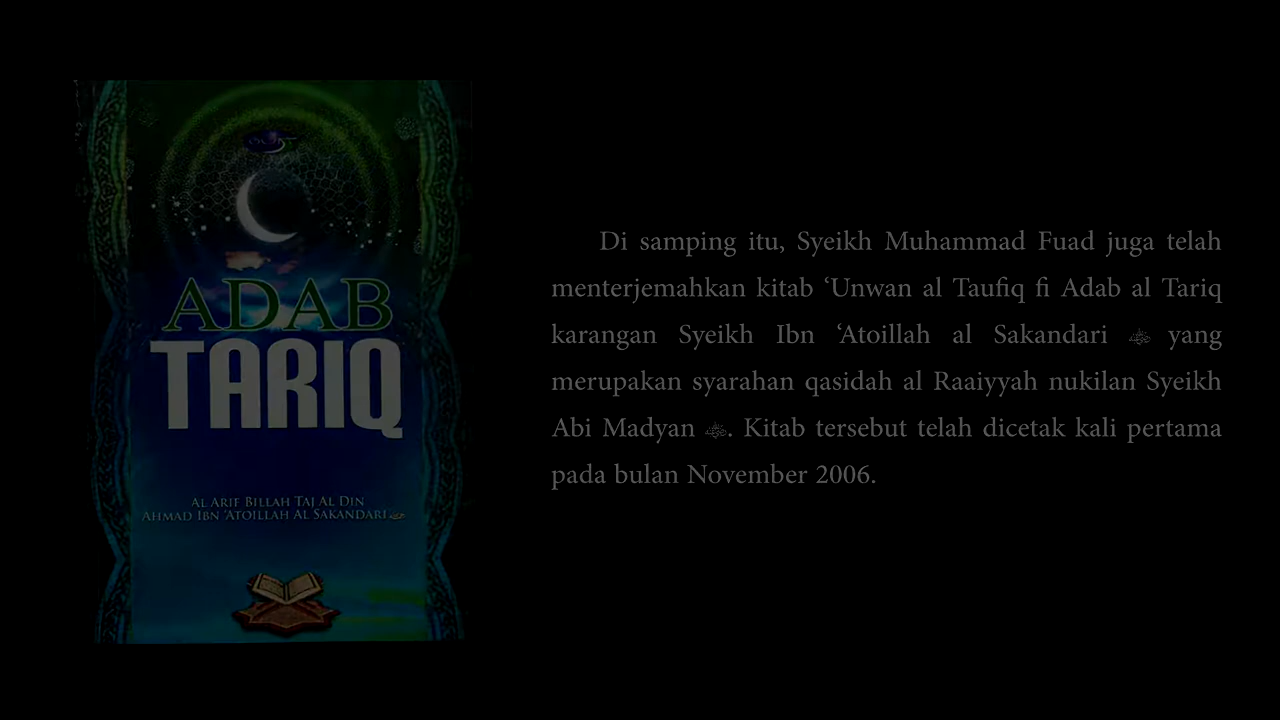 ADAB
TARIQ
AL ARIF BILLAH TAJ AL DIN
AHMAD IBN 'ATOILLAH AL SAKANDARI
Di samping itu, Syeikh Muhammad Fuad juga telah
menterjemahkan kitab ‘Unwan al Taufiq fi Adab al Tariq
karangan Syeikh Ibn ‘Atoillah al Sakandari yang
merupakan syarahan qasidah al Raaiyyah nukilan Syeikh
Abi Madyan . Kitab tersebut telah dicetak kali pertama
pada bulan November 2006.